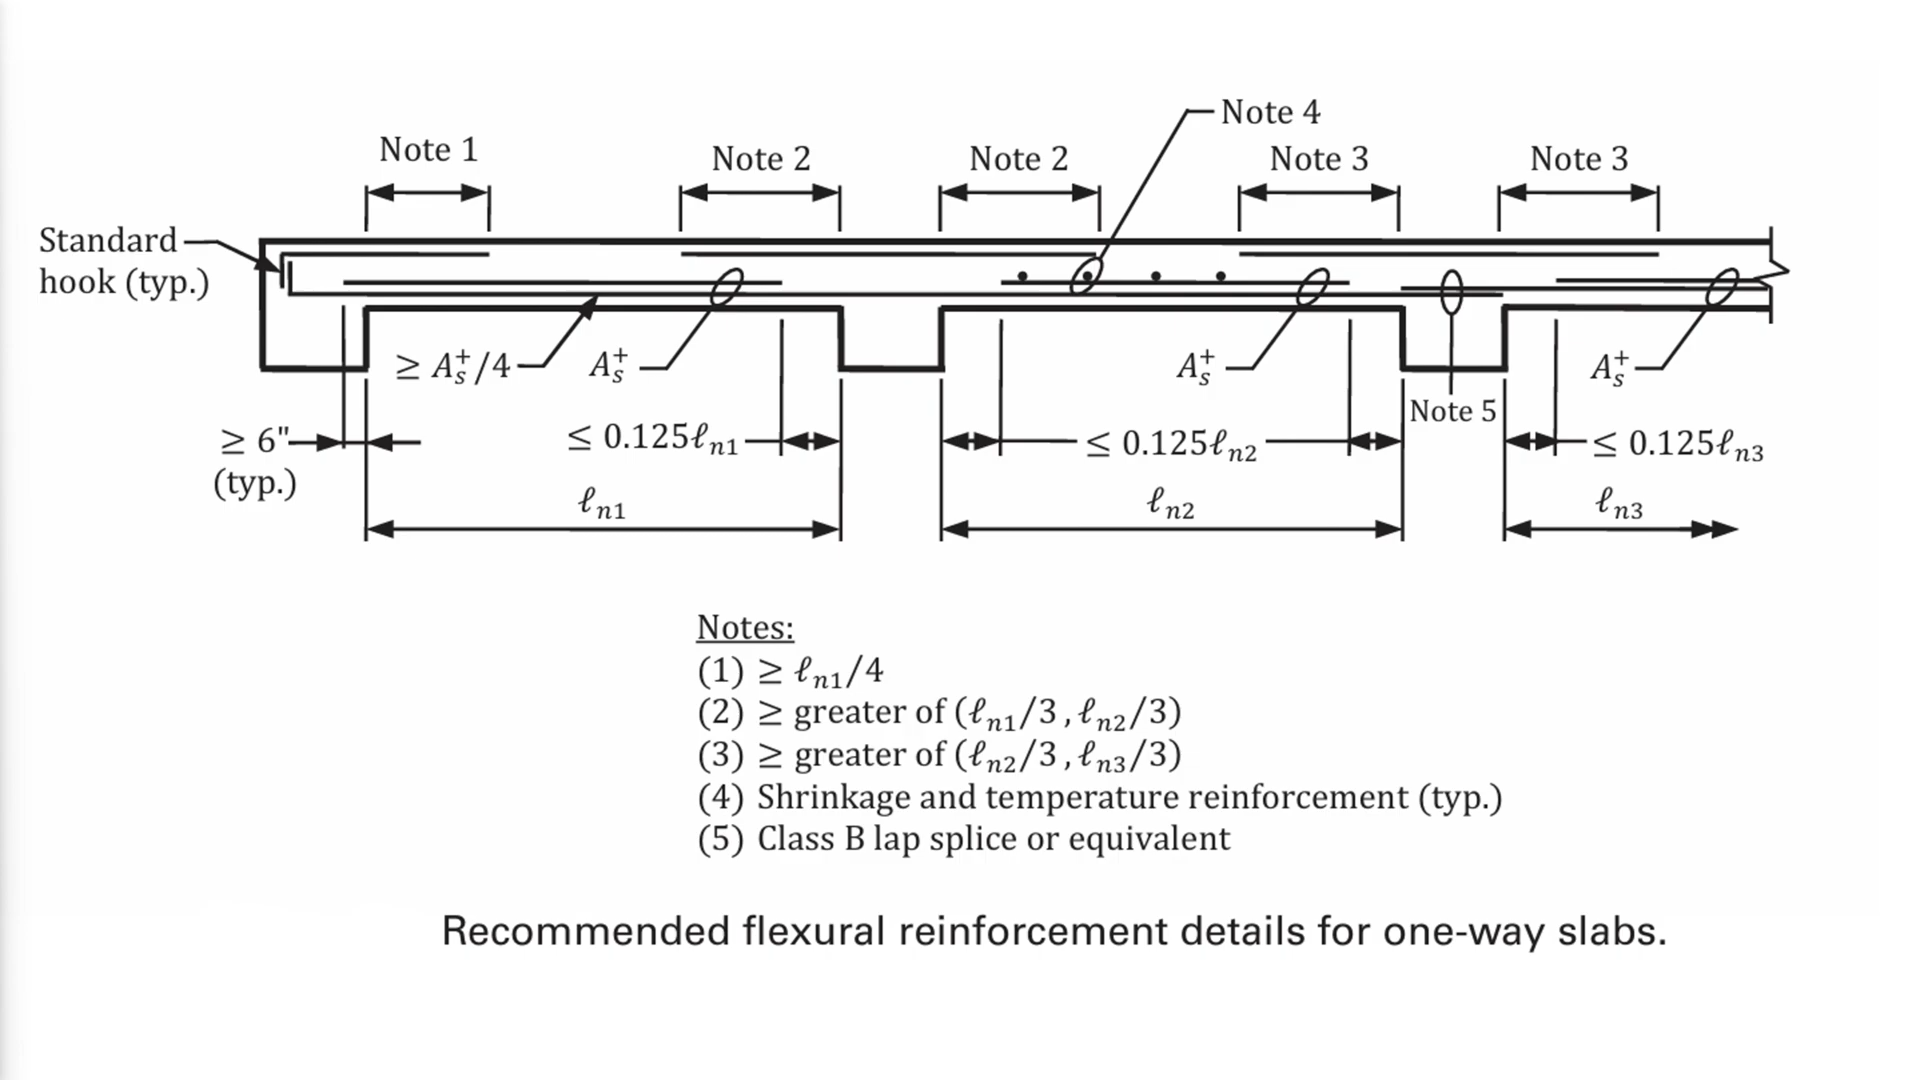 Note 4
Note 1
Note 2
Note 2
Note 3
Note 3
Standard
hook (typ.)
≥ A_s^+/4
A_s^+
A_s^+
A_s^+
Note 5
≥ 6"
(typ.)
≤ 0.125ℓ_n1
≤ 0.125ℓ_n2
≤ 0.125ℓ_n3
ℓ_n1
ℓ_n2
ℓ_n3
Notes:
(1) ≥ ℓ_n1/4
(2) ≥ greater of (ℓ_n1/3 , ℓ_n2/3)
(3) ≥ greater of (ℓ_n2/3 , ℓ_n3/3)
(4) Shrinkage and temperature reinforcement (typ.)
(5) Class B lap splice or equivalent
Recommended flexural reinforcement details for one-way slabs.